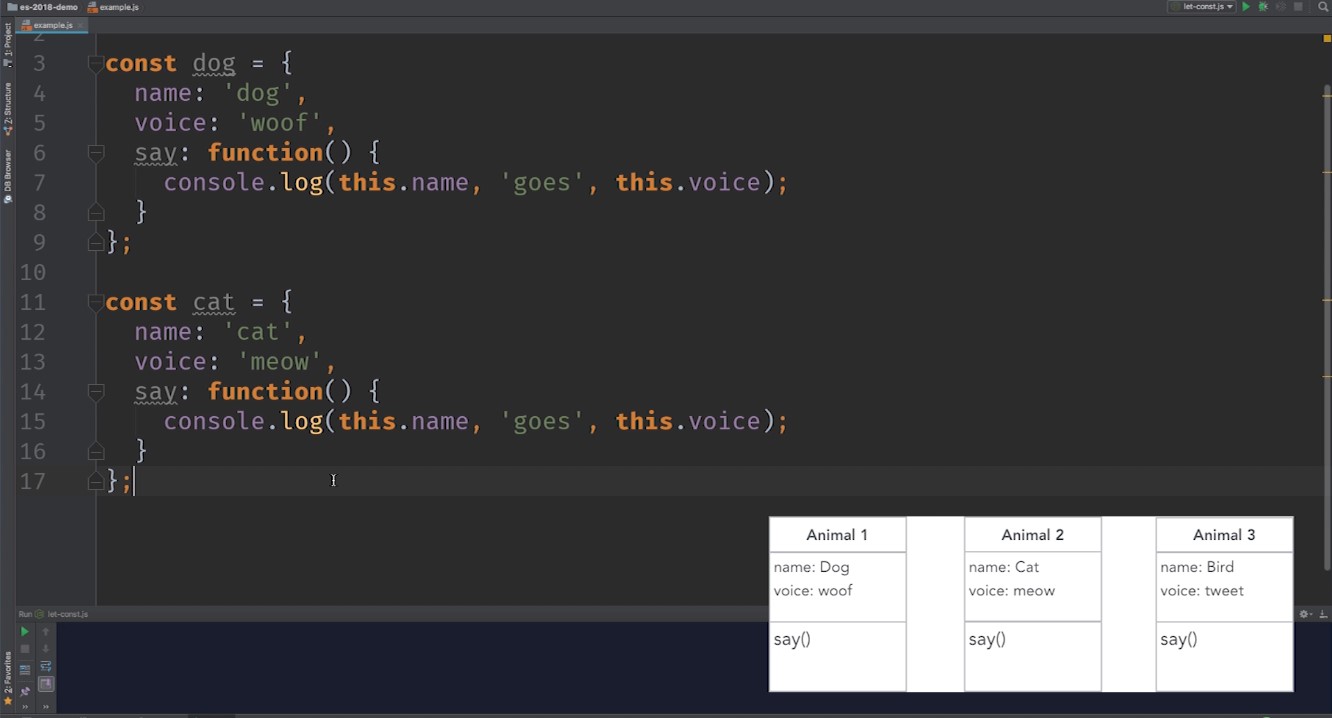 es-2018-demo example.js let-const.js
example.js
1: Project
2: Structure
DB Browser
2
3 const dog = {
4 name: 'dog',
5 voice: 'woof',
6 say: function() {
7 console.log(this.name, 'goes', this.voice);
8 }
9 };
10
11 const cat = {
12 name: 'cat',
13 voice: 'meow',
14 say: function() {
15 console.log(this.name, 'goes', this.voice);
16 }
17 };
Animal 1 Animal 2 Animal 3
name: Dog name: Cat name: Bird
voice: woof voice: meow voice: tweet
say() say() say()
Run let-const.js
2: Favorites